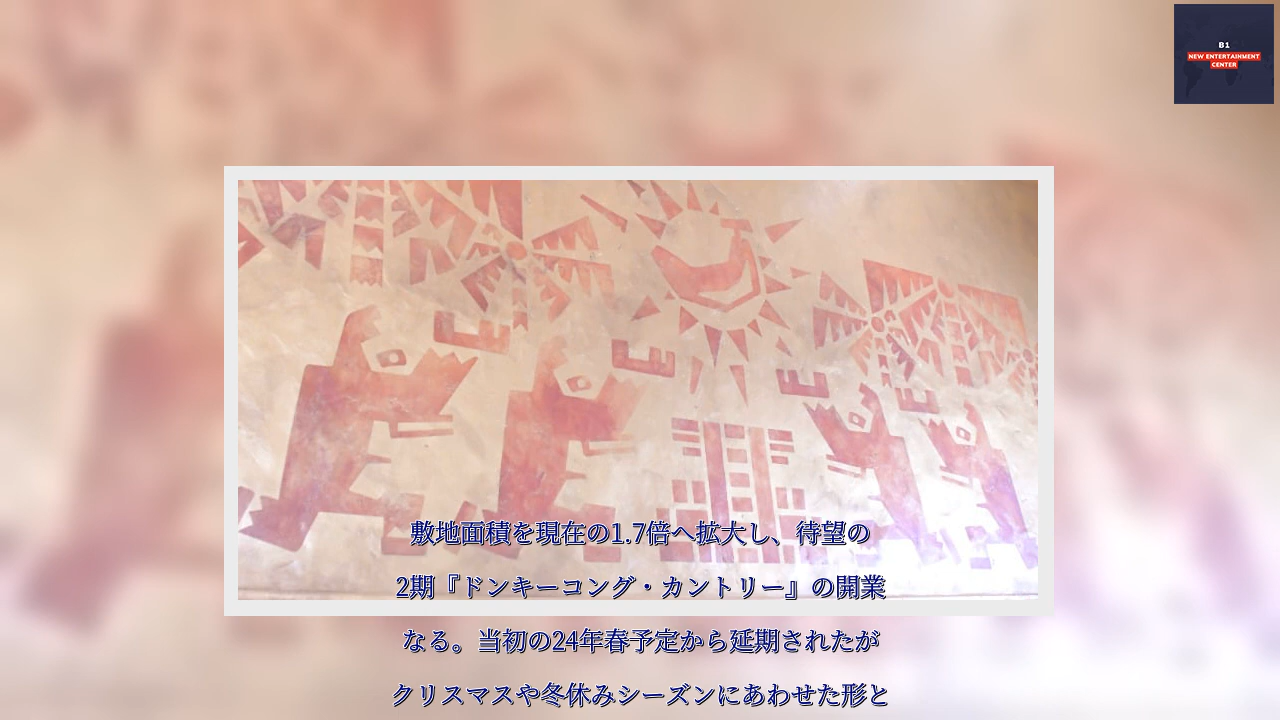 B1
NEW ENTERTAINMENT
CENTER
敷地面積を現在の1.7倍へ拡大し、待望の
2期『ドンキーコング・カントリー』の開業
なる。当初の24年春予定から延期されたが
クリスマスや冬休みシーズンにあわせた形と